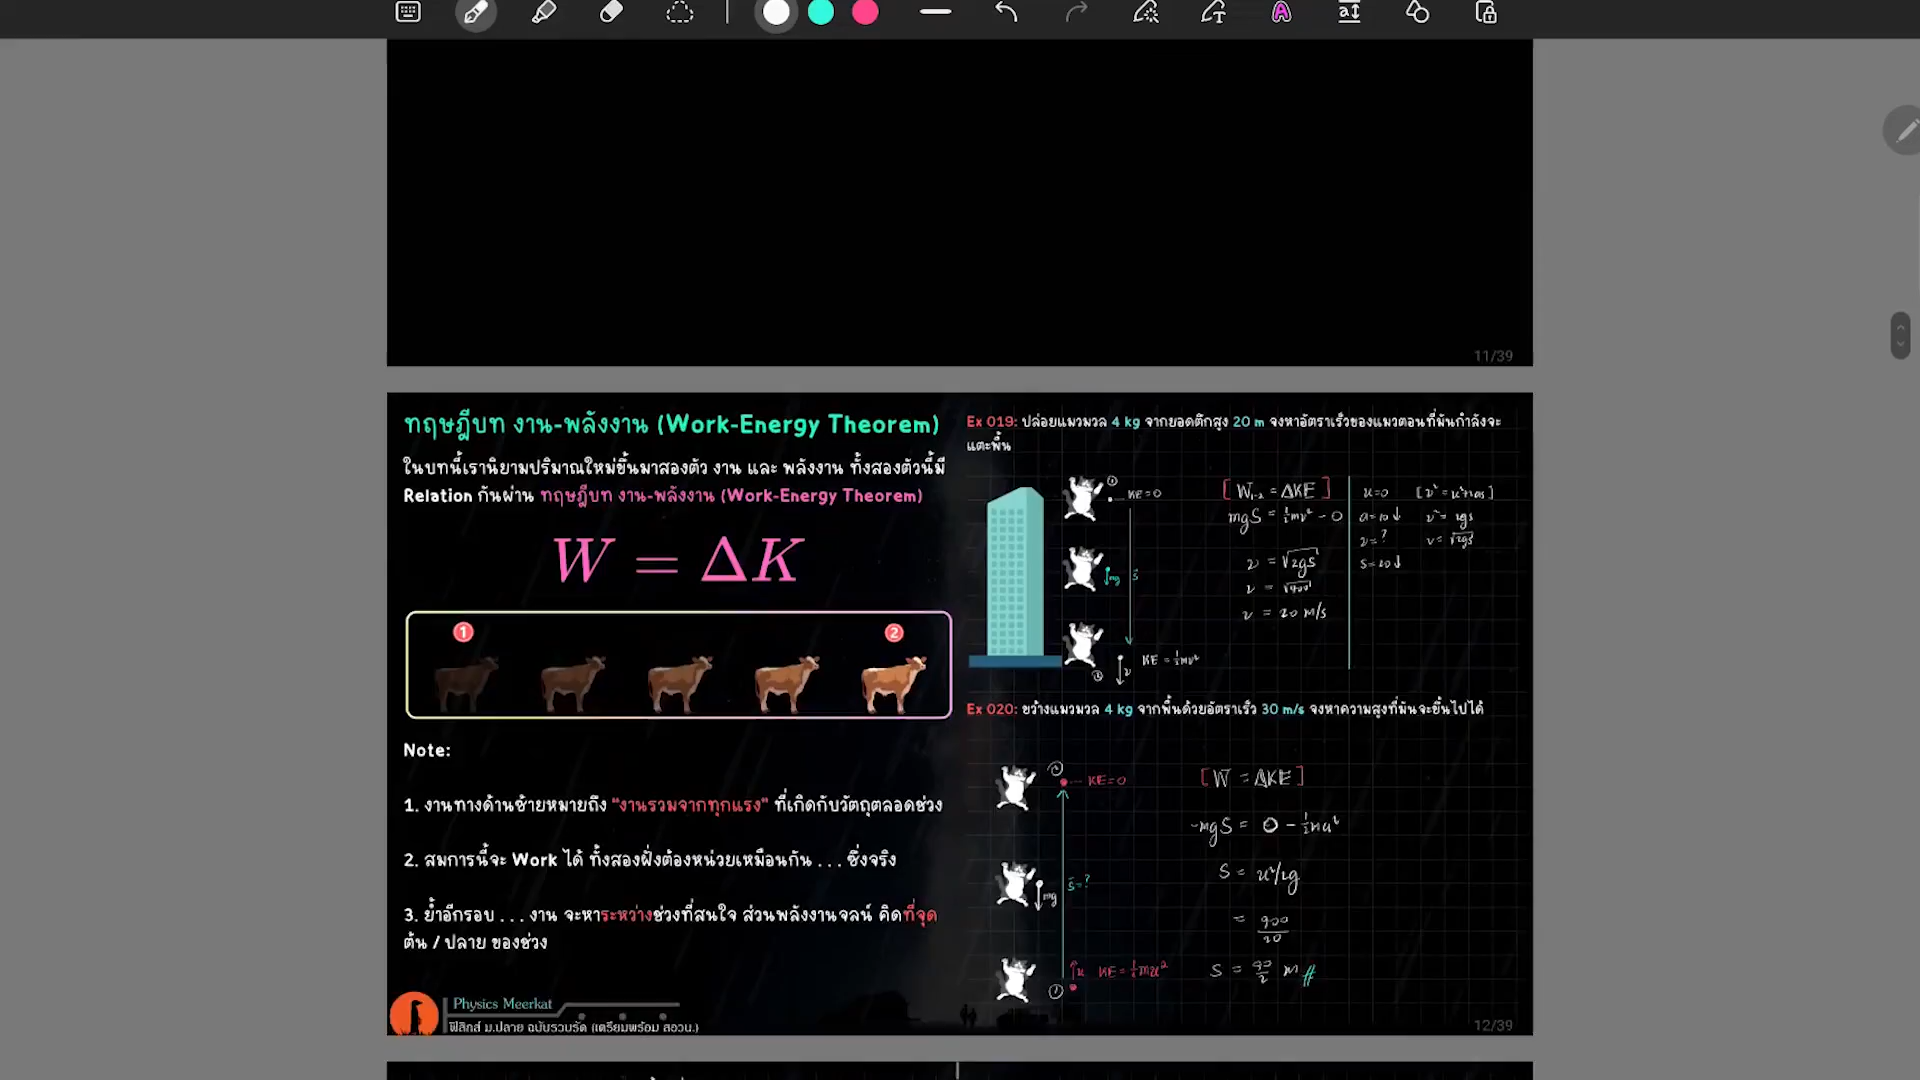 11/39
ทฤษฎีบท งาน-พลังงาน (Work-Energy Theorem)
ในบทนี้เรานิยามปริมาณใหม่ขึ้นมาสองตัว งาน และ พลังงาน ทั้งสองตัวนี้มี
Relation กันผ่าน ทฤษฎีบท งาน-พลังงาน (Work-Energy Theorem)
W = ΔK
1
2
Note:
1. งานทางด้านซ้ายหมายถึง "งานรวมจากทุกแรง" ที่เกิดกับวัตถุตลอดช่วง
2. สมการนี้จะ Work ได้ ทั้งสองฝั่งต้องหน่วยเหมือนกัน . . . ซึ่งจริง
3. ย้ำอีกรอบ . . . งาน จะหาระหว่างช่วงที่สนใจ ส่วนพลังงานจลน์ คิดที่จุด
ต้น / ปลาย ของช่วง
Physics Meerkat
ฟิสิกส์ ม.ปลาย ฉบับรวบรัด (เตรียมพร้อม สอวน.)
Ex 019: ปล่อยแมวมวล 4 kg จากยอดตึกสูง 20 m จงหาอัตราเร็วของแมวตอนที่มันกำลังจะ
แตะพื้น
① KE=0
mg s
② v KE = ½mv²
[W₁₋₂ = ΔKE]
mgS = ½mv² - 0
v = √2gs
v = √400
v = 20 m/s
u=0
a=10↓ v² = 2gs
v=? v = √2gs
s=20↓
Ex 020: ขว้างแมวมวล 4 kg จากพื้นด้วยอัตราเร็ว 30 m/s จงหาความสูงที่มันจะขึ้นไปได้
② KE=0
mg s=?
① u KE = ½mu²
[W = ΔKE]
-mgS = 0 - ½mu²
S = u²/2g
= 900/20
S = 90/2 m #
12/39